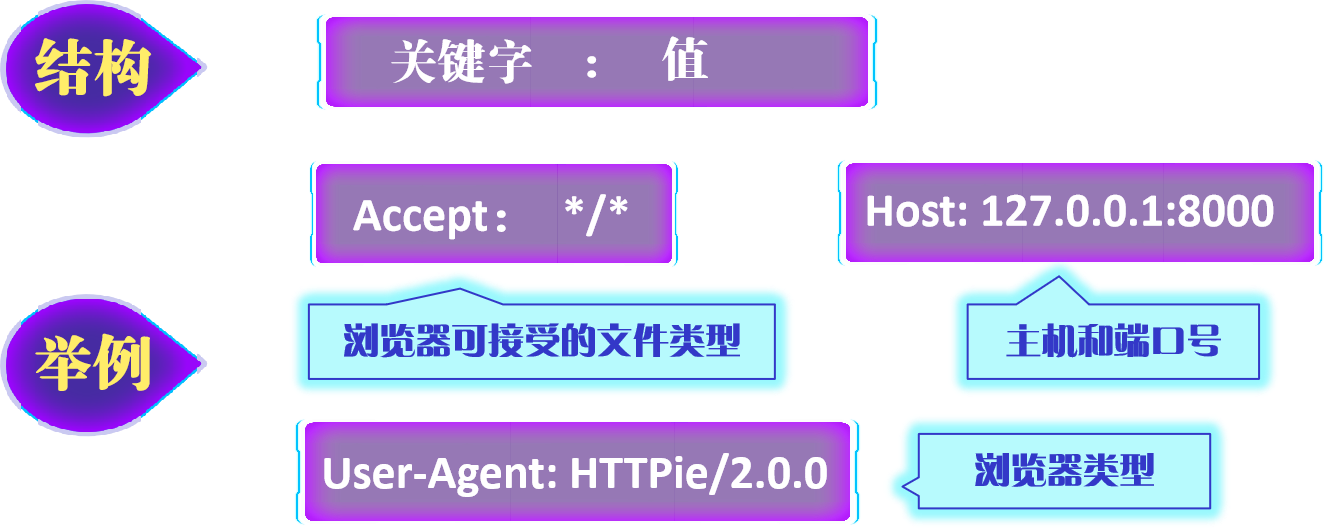 结构
关键字 : 值
Accept: */*
Host: 127.0.0.1:8000
浏览器可接受的文件类型
主机和端口号
举例
User-Agent: HTTPie/2.0.0
浏览器类型